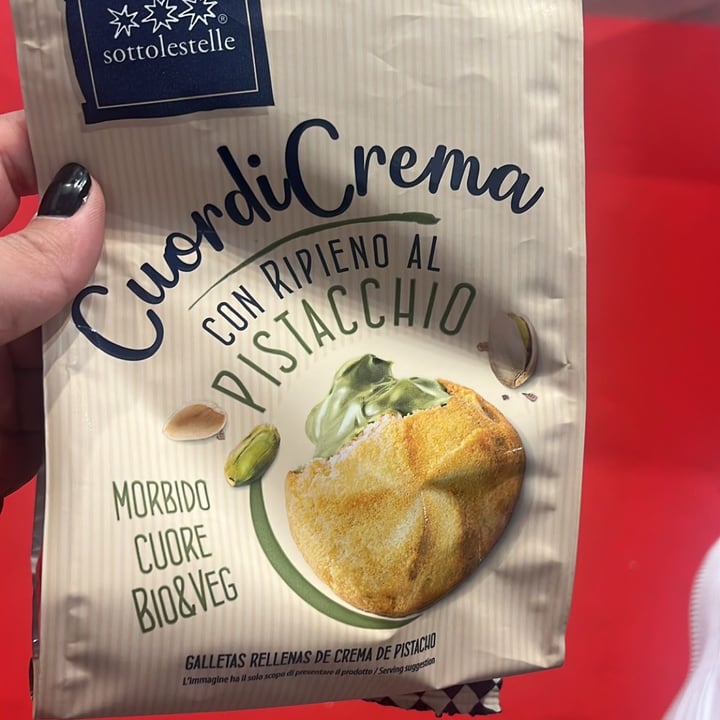 sottolestelle®
CuordiCrema
CON RIPIENO AL
PISTACCHIO
MORBIDO
CUORE
BIO&VEG
GALLETAS RELLENAS DE CREMA DE PISTACHO
L'immagine ha il solo scopo di presentare il prodotto / Serving suggestion